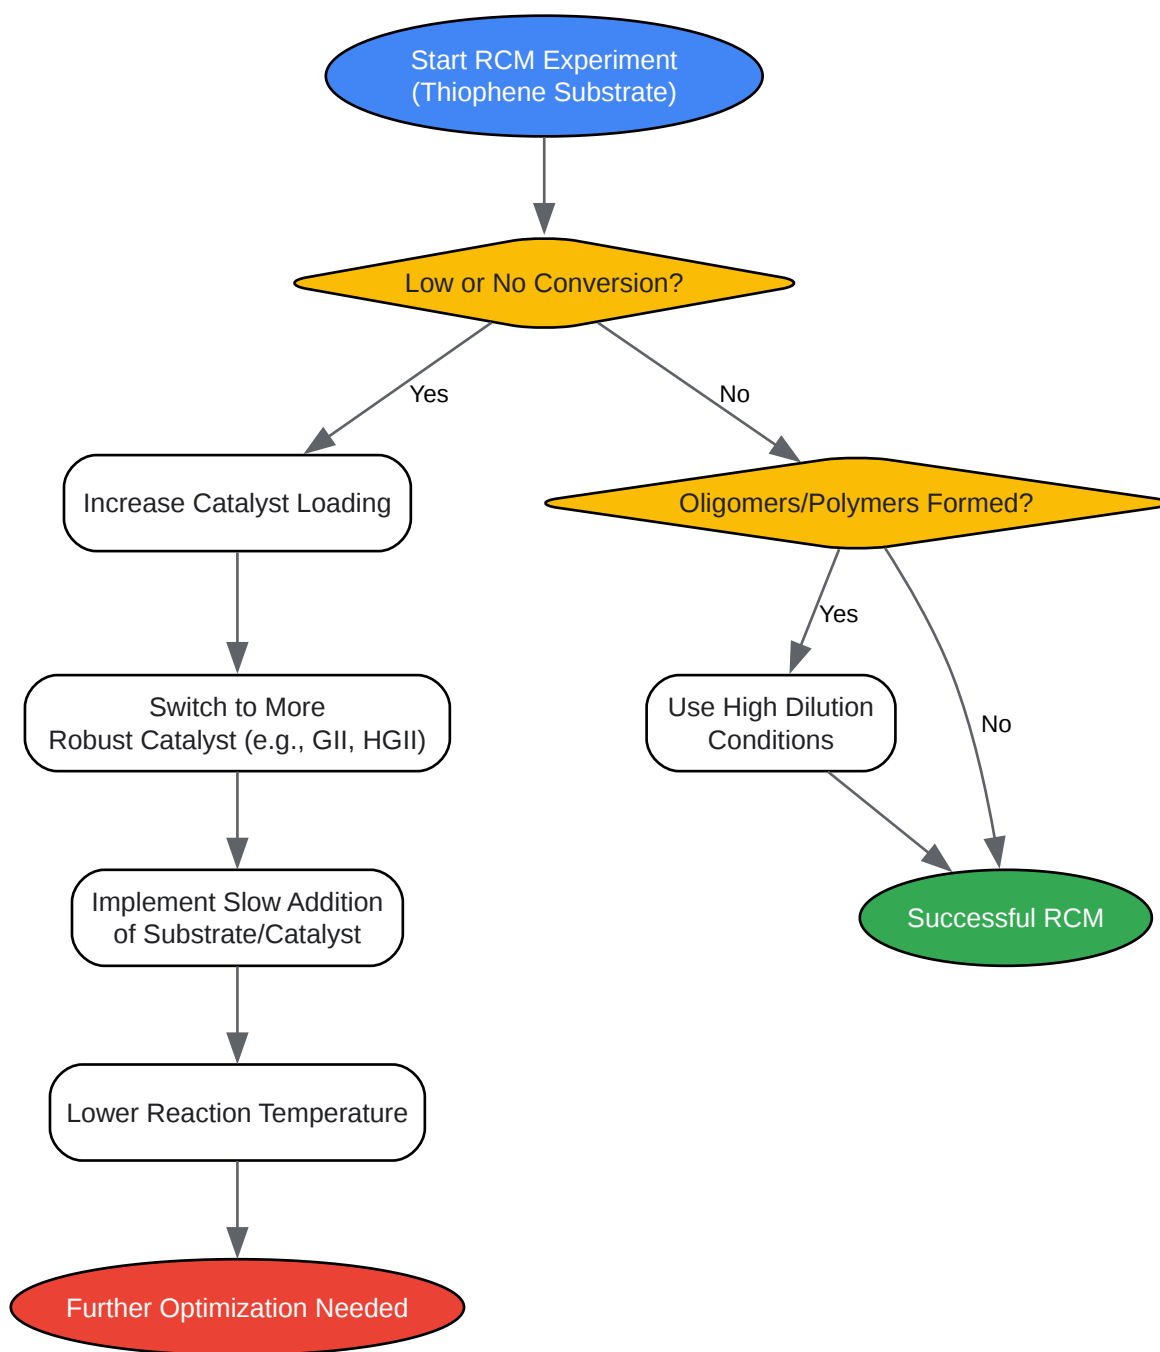 Start RCM Experiment
(Thiophene Substrate)
Low or No Conversion?
Yes
No
Increase Catalyst Loading
Oligomers/Polymers Formed?
Yes
No
Switch to More
Robust Catalyst (e.g., GII, HGII)
Use High Dilution
Conditions
Implement Slow Addition
of Substrate/Catalyst
Successful RCM
Lower Reaction Temperature
Further Optimization Needed